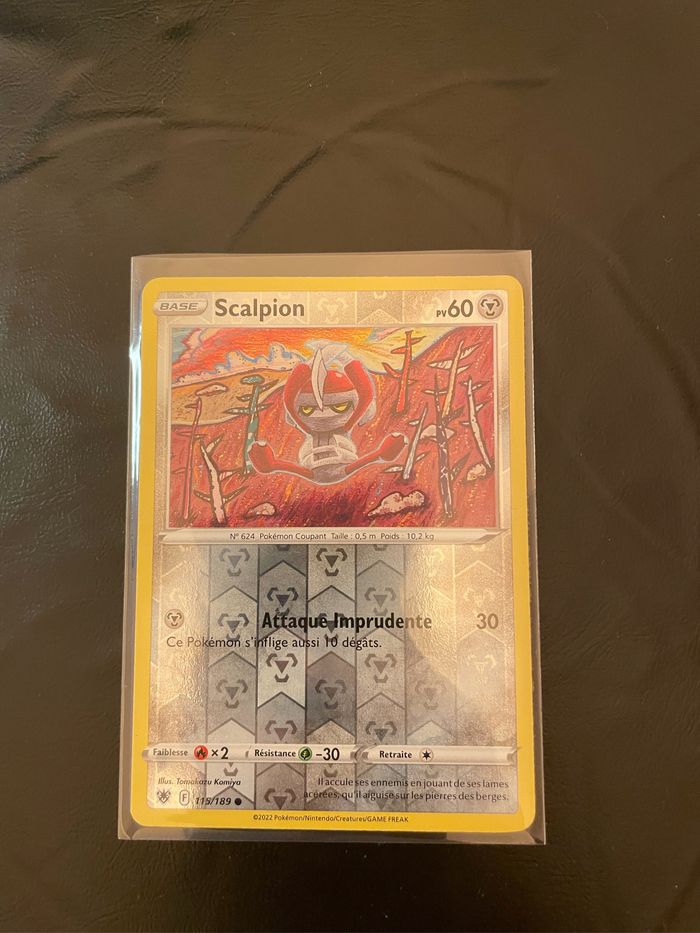 BASE Scalpion PV 60
N° 624 Pokémon Coupant Taille : 0,5 m Poids : 10,2 kg
Attaque Imprudente 30
Ce Pokémon s'inflige aussi 10 dégâts.
Faiblesse ×2 Résistance -30 Retraite
Illus. Tomokazu Komiya
Il accule ses ennemis en jouant de ses lames
acérées, qu'il aiguise sur les pierres des berges.
F 115/189
©2022 Pokémon/Nintendo/Creatures/GAME FREAK